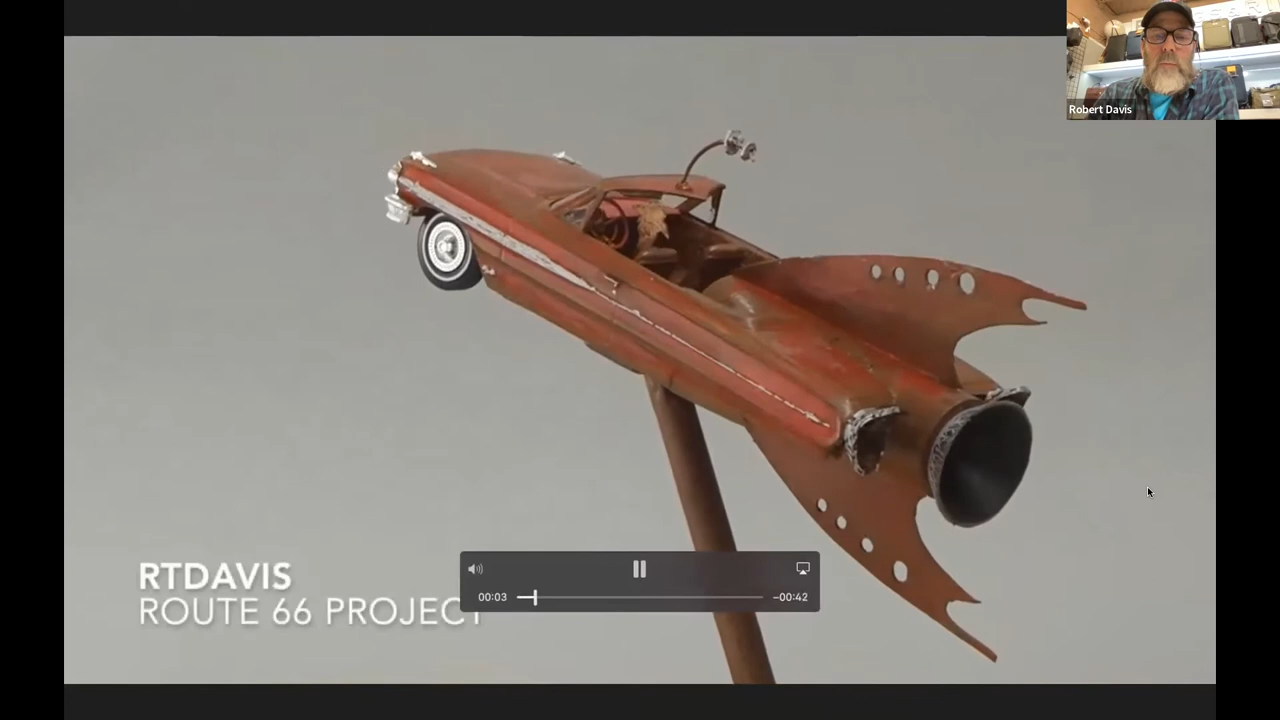 Robert Davis
RTDAVIS
ROUTE 66 PROJECT
00:03
−00:42